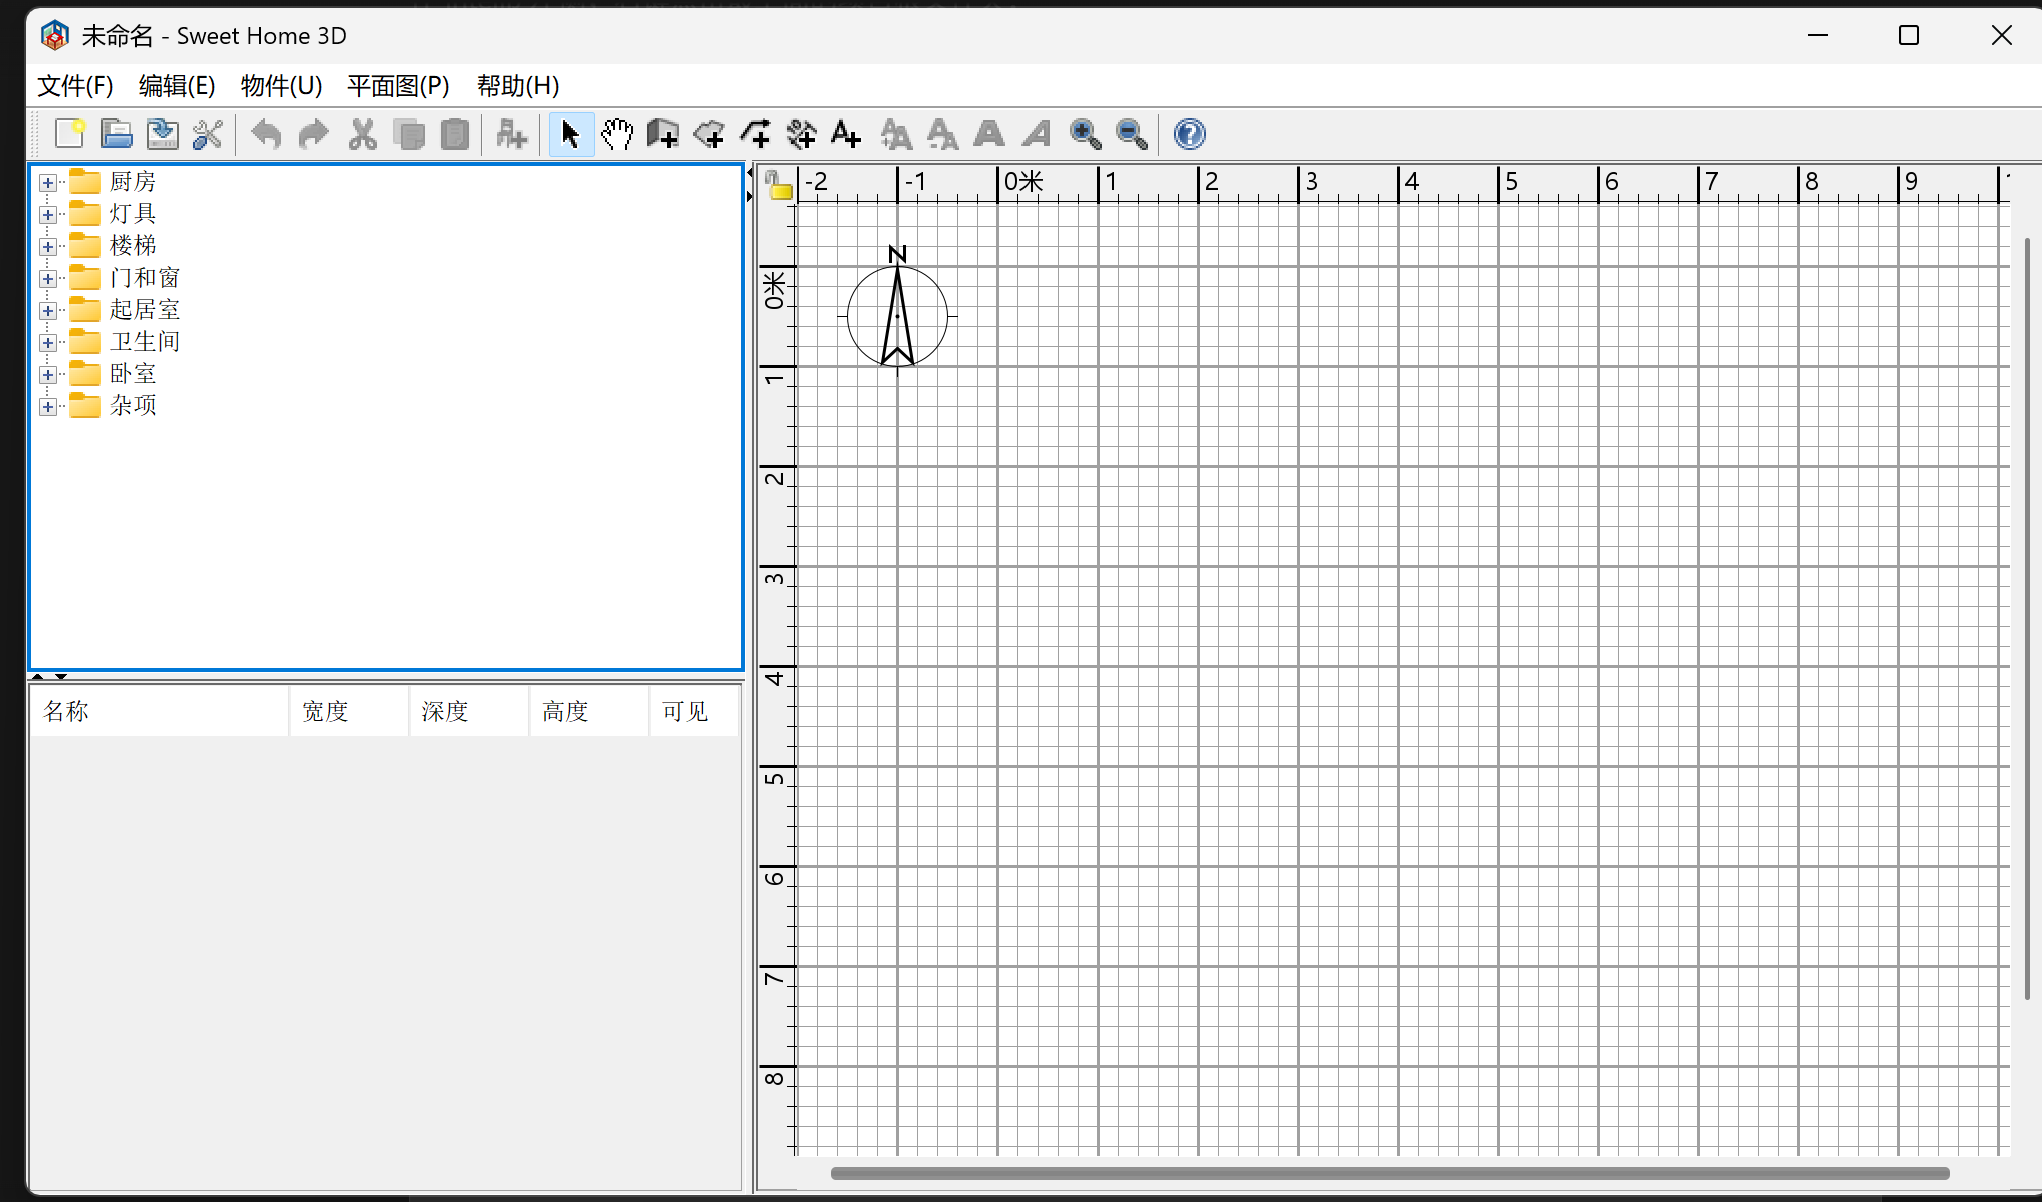 未命名 - Sweet Home 3D
文件(F) 编辑(E) 物件(U) 平面图(P) 帮助(H)
厨房
灯具
楼梯
门和窗
起居室
卫生间
卧室
杂项
名称 宽度 深度 高度 可见
-2 -1 0米 1 2 3 4 5 6 7 8 9
N
0米
1
2
3
4
5
6
7
8